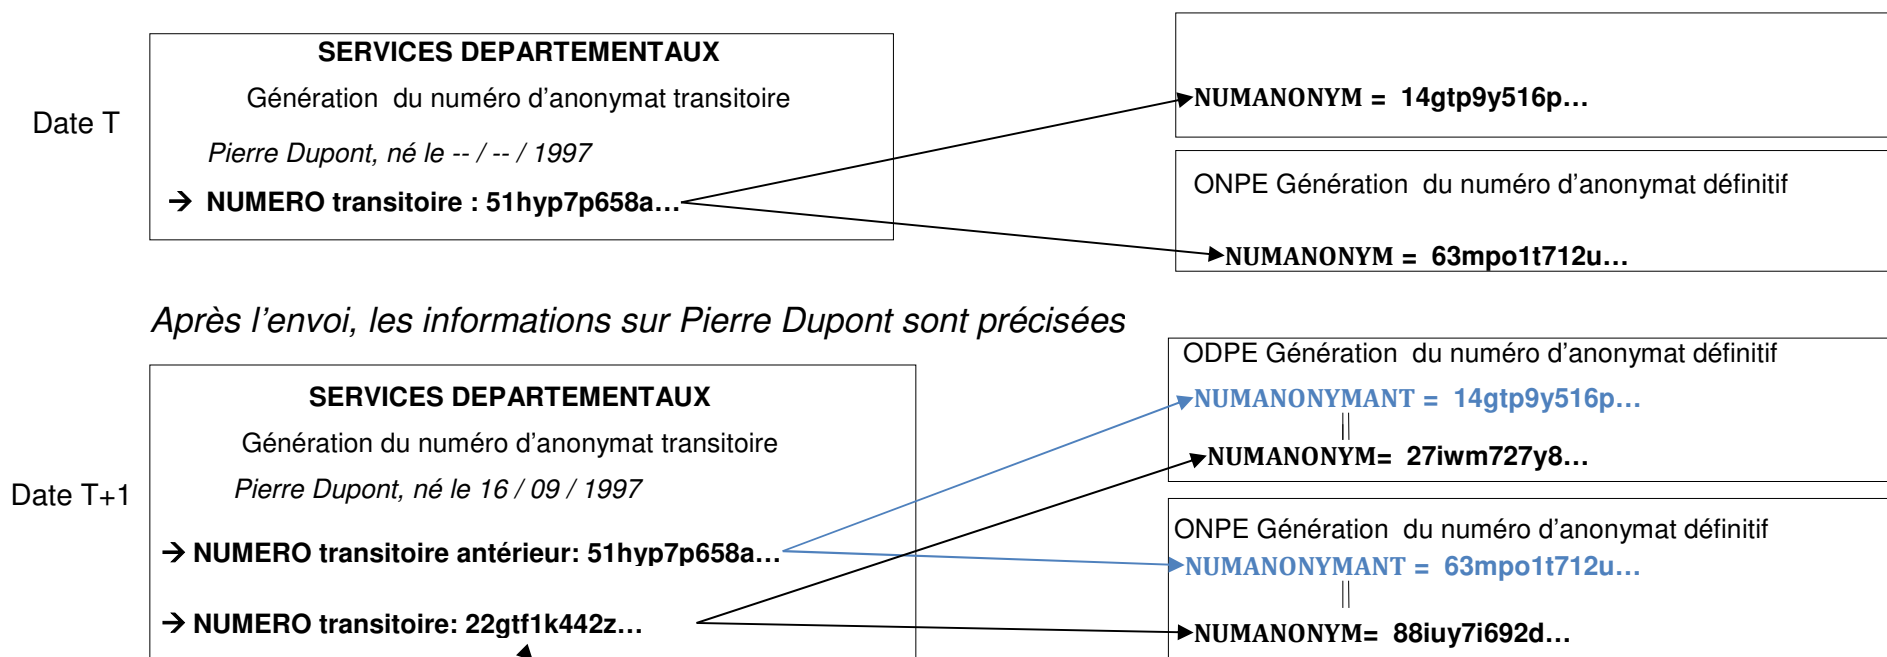 SERVICES DEPARTEMENTAUX
Génération du numéro d'anonymat transitoire
Date T
Pierre Dupont, né le -- / -- / 1997
→ NUMERO transitoire : 51hyp7p658a…
NUMANONYM = 14gtp9y516p…
ONPE Génération du numéro d'anonymat définitif
NUMANONYM = 63mpo1t712u…
Après l'envoi, les informations sur Pierre Dupont sont précisées
SERVICES DEPARTEMENTAUX
Génération du numéro d'anonymat transitoire
Date T+1
Pierre Dupont, né le 16 / 09 / 1997
→ NUMERO transitoire antérieur: 51hyp7p658a…
→ NUMERO transitoire: 22gtf1k442z…
ODPE Génération du numéro d'anonymat définitif
NUMANONYMANT = 14gtp9y516p…
NUMANONYM= 27iwm727y8…
ONPE Génération du numéro d'anonymat définitif
NUMANONYMANT = 63mpo1t712u…
NUMANONYM= 88iuy7i692d…